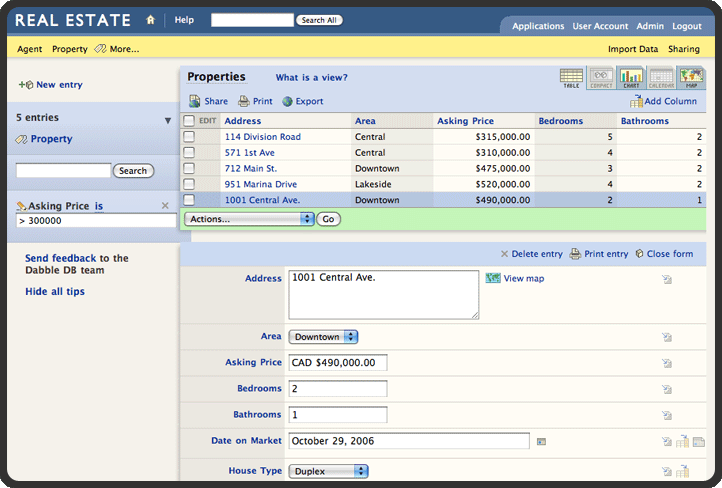 REAL ESTATE Help Search All
Applications User Account Admin Logout
Agent Property More... Import Data Sharing
New entry
5 entries
Property
Search
Asking Price is
> 300000
Send feedback to the
Dabble DB team
Hide all tips
Properties What is a view?
TABLE COMPACT CHART CALENDAR MAP
Share Print Export Add Column
EDIT Address Area Asking Price Bedrooms Bathrooms
114 Division Road Central $315,000.00 5 2
571 1st Ave Central $310,000.00 4 2
712 Main St. Downtown $475,000.00 3 2
951 Marina Drive Lakeside $520,000.00 4 2
1001 Central Ave. Downtown $490,000.00 2 1
Actions... Go
Delete entry Print entry Close form
Address 1001 Central Ave. View map
Area Downtown
Asking Price CAD $490,000.00
Bedrooms 2
Bathrooms 1
Date on Market October 29, 2006
House Type Duplex